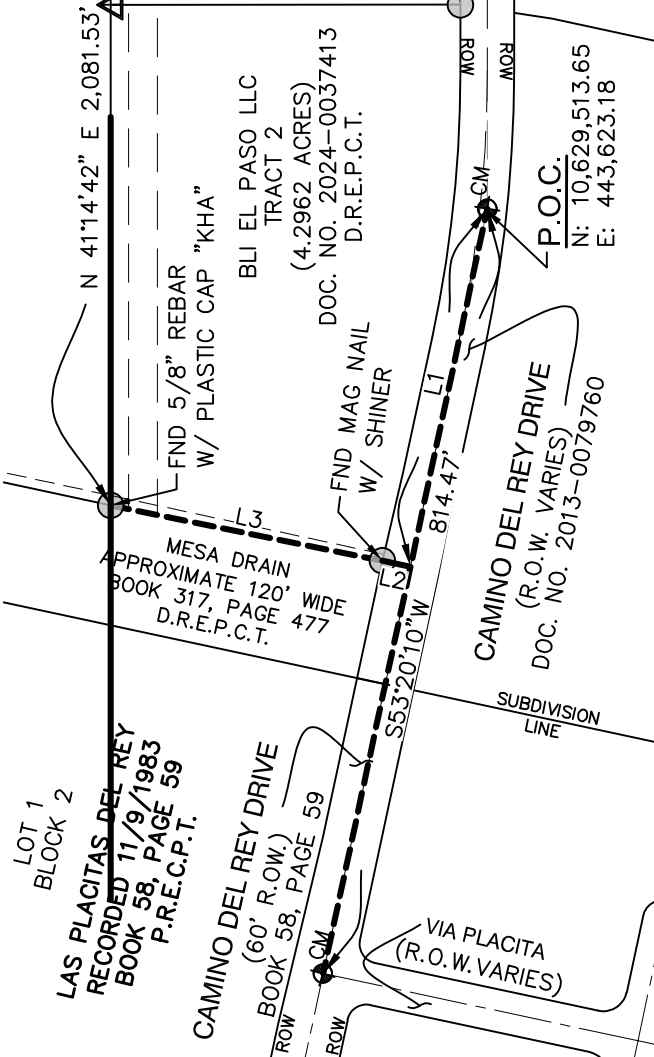 N 41°14'42" E 2,081.53'
ROW
ROW
BLI EL PASO LLC
TRACT 2
(4.2962 ACRES)
DOC. NO. 2024-0037413
D.R.E.P.C.T.
FND 5/8" REBAR
W/ PLASTIC CAP "KHA"
CM
P.O.C.
N: 10,629,513.65
E: 443,623.18
FND MAG NAIL
W/ SHINER
L1
814.47'
CAMINO DEL REY DRIVE
(R.O.W. VARIES)
DOC. NO. 2013-0079760
L3
MESA DRAIN
APPROXIMATE 120' WIDE
BOOK 317, PAGE 477
D.R.E.P.C.T.
L2
S53°20'10"W
SUBDIVISION
LINE
LOT 1
BLOCK 2
LAS PLACITAS DEL REY
RECORDED 11/9/1983
BOOK 58, PAGE 59
P.R.E.C.P.T.
CAMINO DEL REY DRIVE
(60' R.O.W.)
BOOK 58, PAGE 59
CM
VIA PLACITA
(R.O.W.VARIES)
ROW
ROW